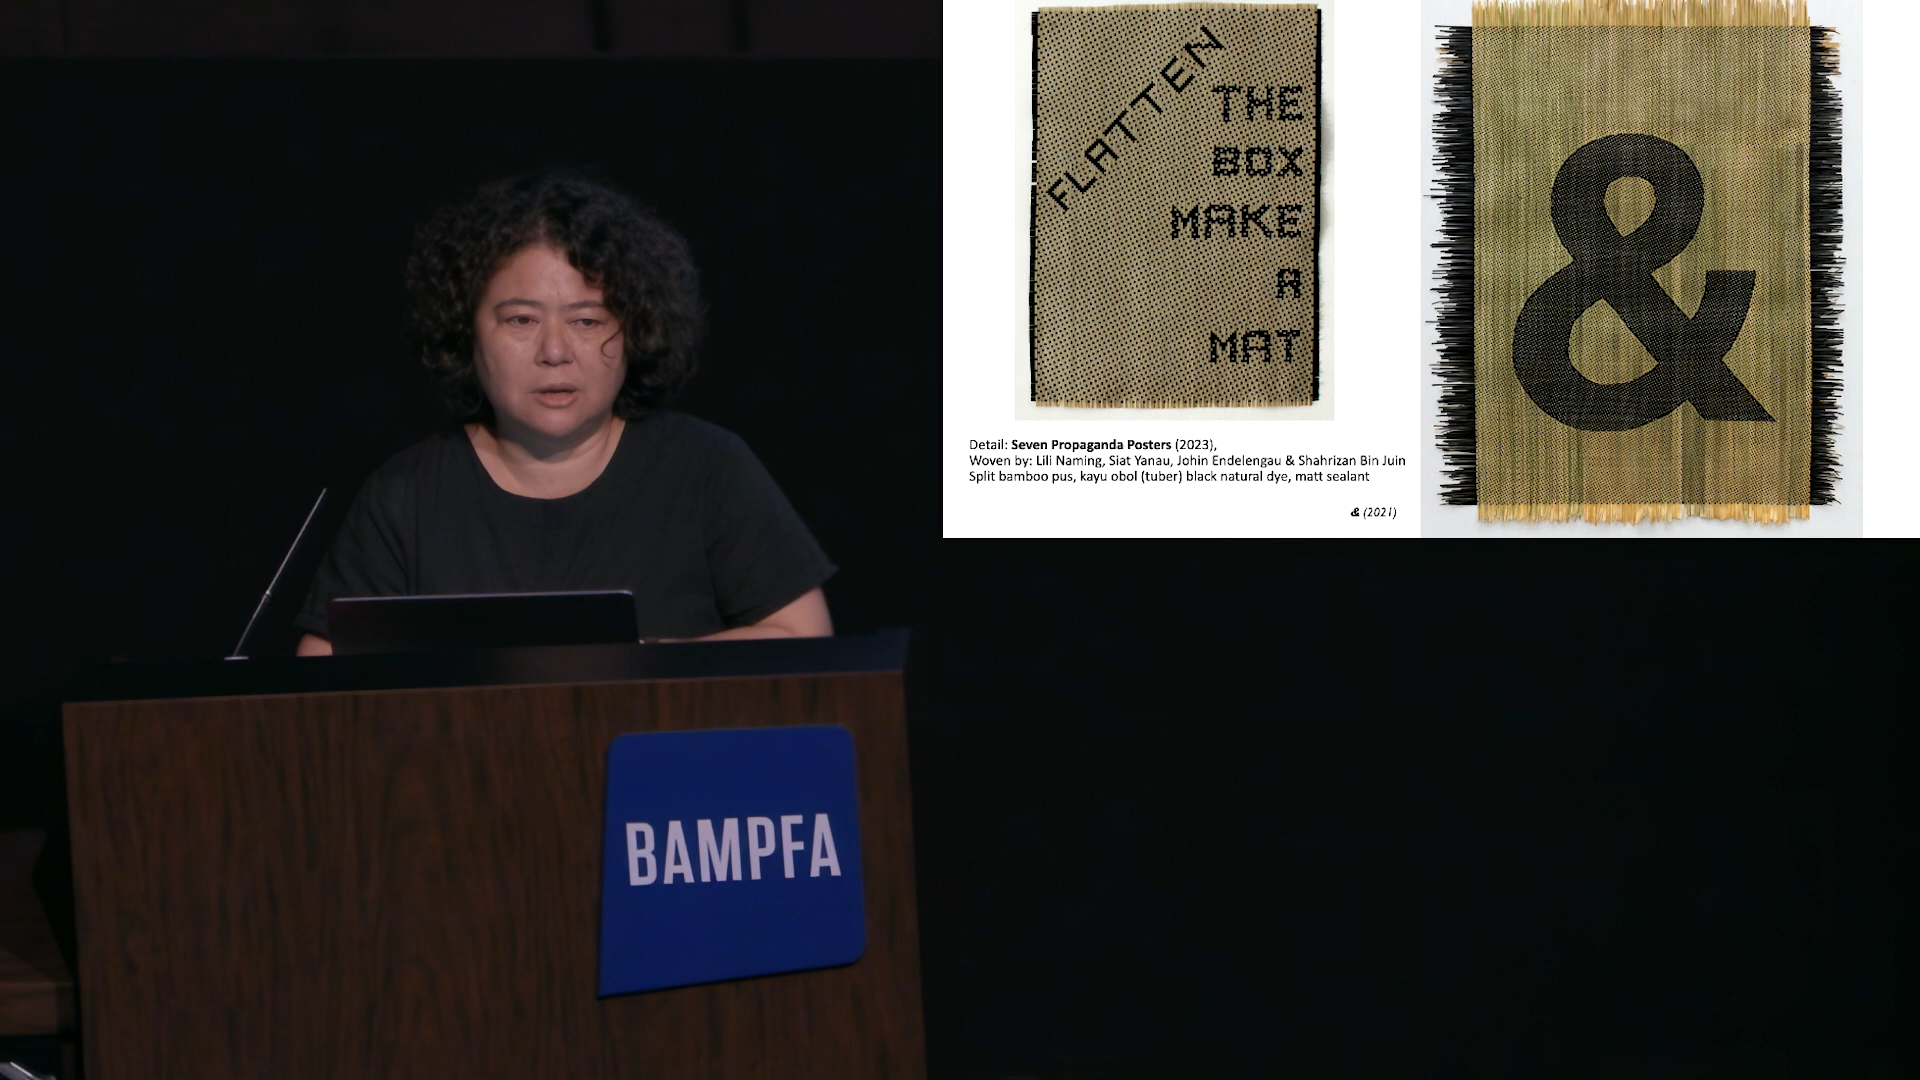 FLATTEN
THE
BOX
MAKE
A
MAT
&
Detail: Seven Propaganda Posters (2023),
Woven by: Lili Naming, Siat Yanau, Johin Endelengau & Shahrizan Bin Juin
Split bamboo pus, kayu obol (tuber) black natural dye, matt sealant
& (2021)
BAMPFA